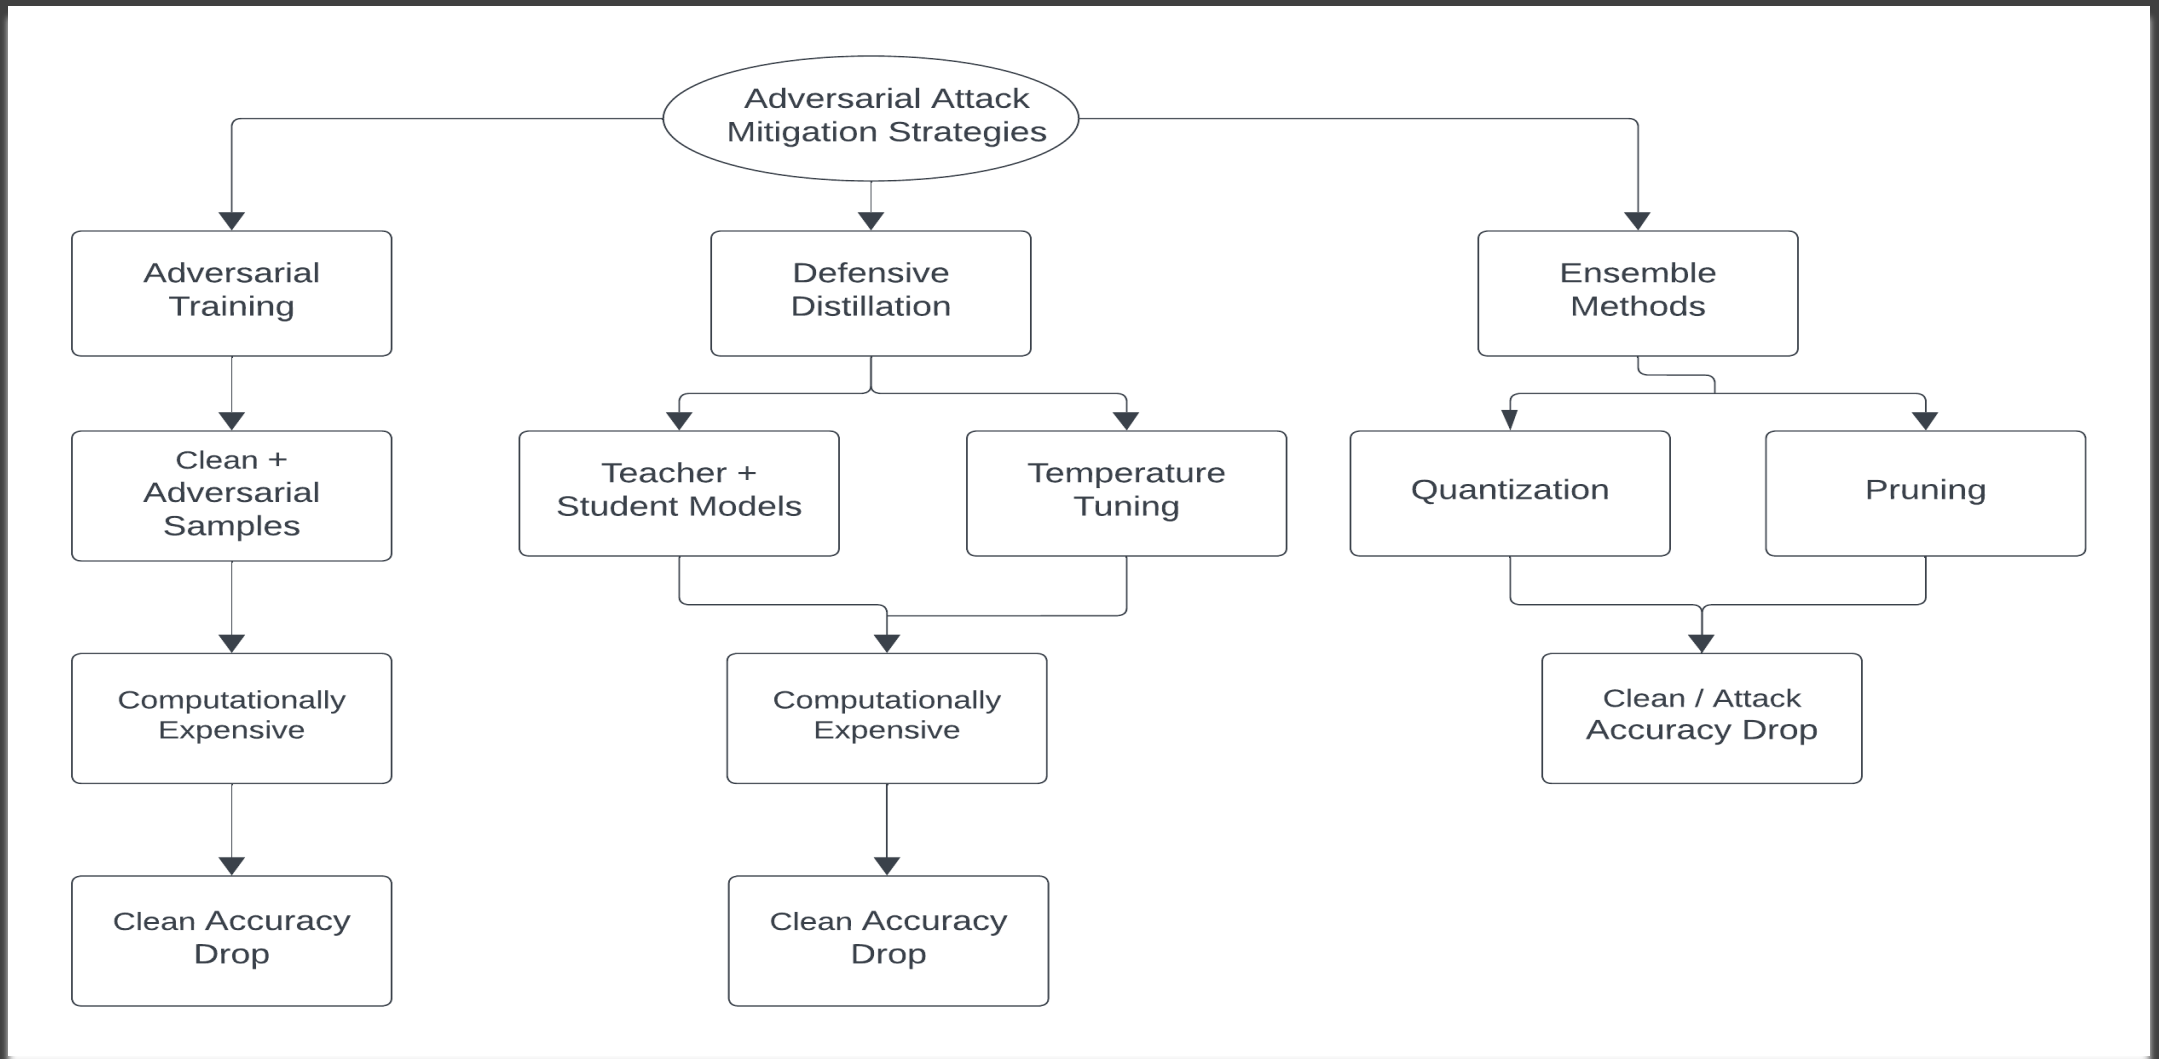 Adversarial Attack
Mitigation Strategies
Adversarial
Training
Defensive
Distillation
Ensemble
Methods
Clean +
Adversarial
Samples
Teacher +
Student Models
Temperature
Tuning
Quantization
Pruning
Computationally
Expensive
Computationally
Expensive
Clean / Attack
Accuracy Drop
Clean Accuracy
Drop
Clean Accuracy
Drop